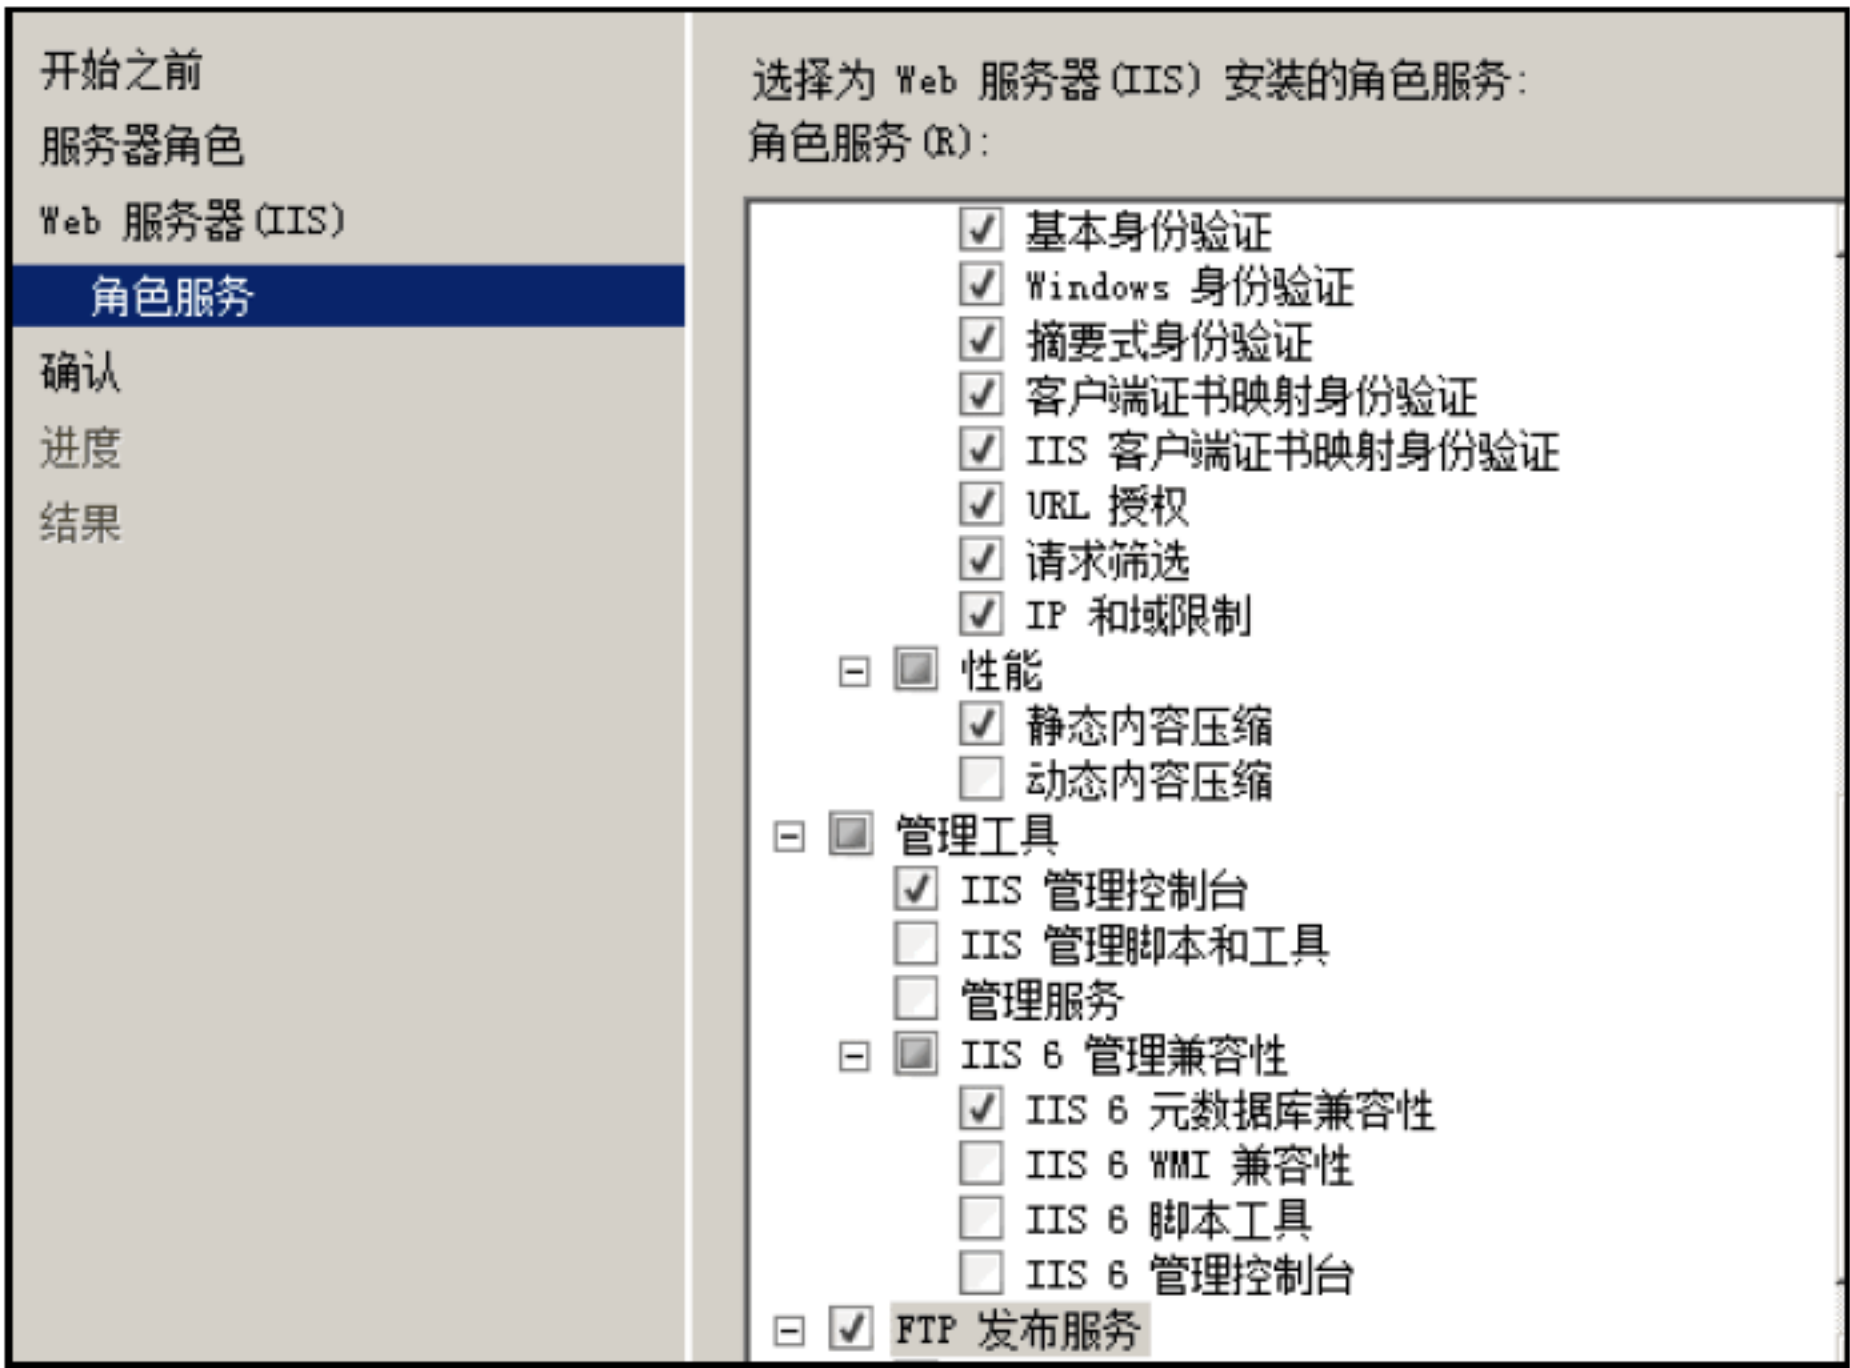 开始之前
服务器角色
Web 服务器(IIS)
角色服务
确认
进度
结果
选择为 Web 服务器(IIS) 安装的角色服务:
角色服务(R):
基本身份验证
Windows 身份验证
摘要式身份验证
客户端证书映射身份验证
IIS 客户端证书映射身份验证
URL 授权
请求筛选
IP 和域限制
性能
静态内容压缩
动态内容压缩
管理工具
IIS 管理控制台
IIS 管理脚本和工具
管理服务
IIS 6 管理兼容性
IIS 6 元数据库兼容性
IIS 6 WMI 兼容性
IIS 6 脚本工具
IIS 6 管理控制台
FTP 发布服务